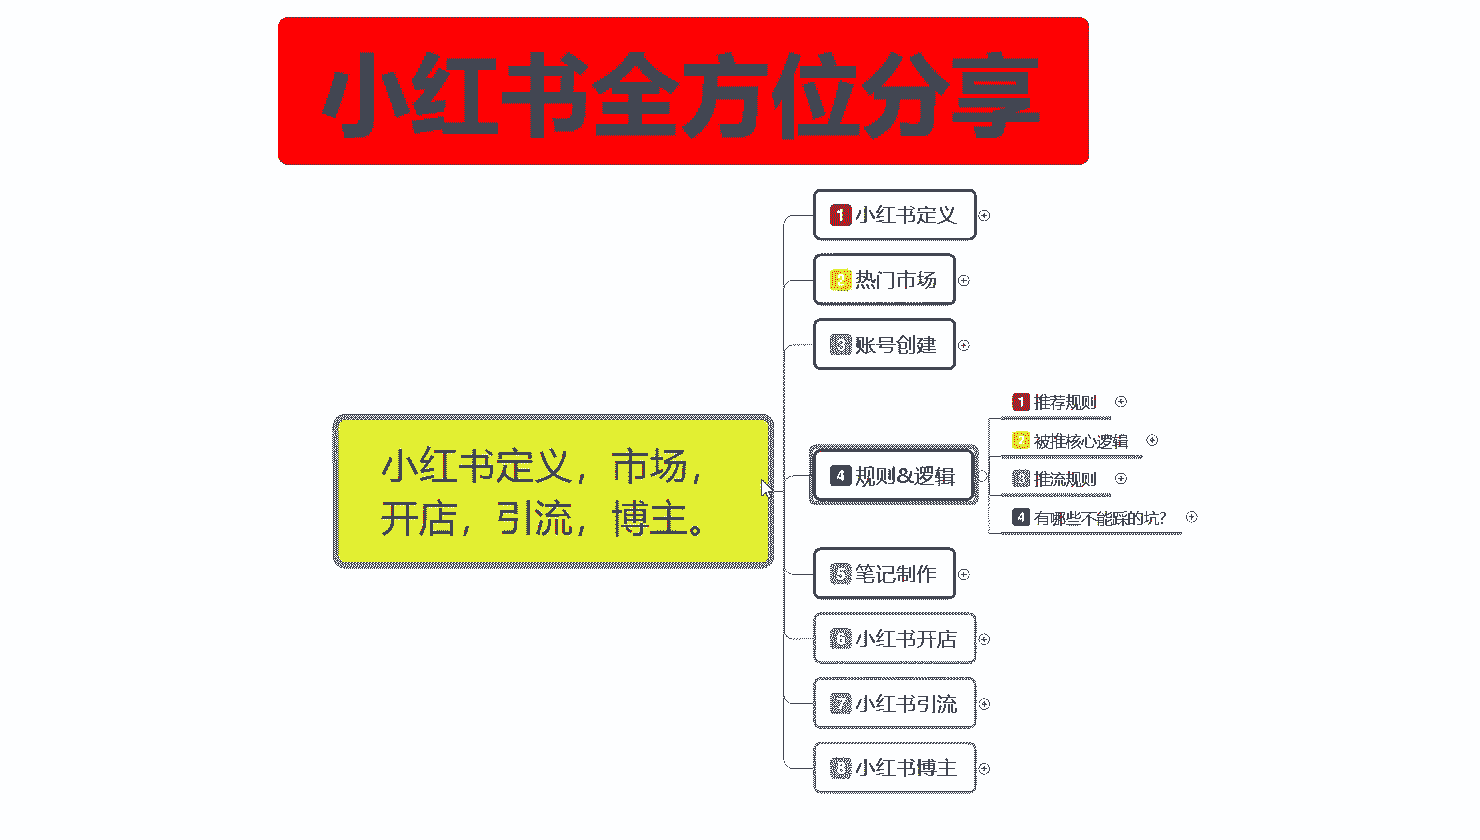 小红书全方位分享
小红书定义，市场，
开店，引流，博主。
1 小红书定义
2 热门市场
3 账号创建
4 规则&逻辑
1 推荐规则
2 被推核心逻辑
3 推流规则
4 有哪些不能踩的坑？
5 笔记制作
6 小红书开店
7 小红书引流
8 小红书博主